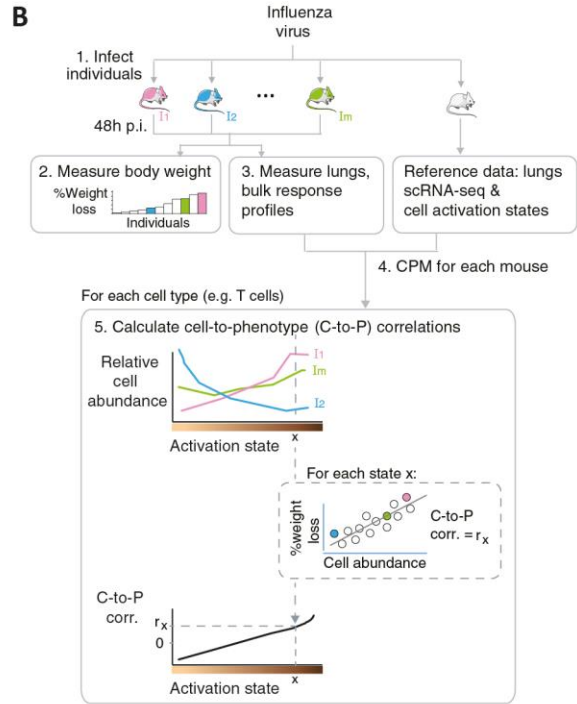 B
Influenza
virus
1. Infect
individuals
I1
I2
...
Im
48h p.i.
2. Measure body weight
%Weight
loss
Individuals
3. Measure lungs,
bulk response
profiles
Reference data: lungs
scRNA-seq &
cell activation states
4. CPM for each mouse
For each cell type (e.g. T cells)
5. Calculate cell-to-phenotype (C-to-P) correlations
Relative
cell
abundance
I1
Im
I2
x
Activation state
For each state x:
%weight
loss
C-to-P
corr. = rx
Cell abundance
C-to-P
corr.
rx
0
x
Activation state